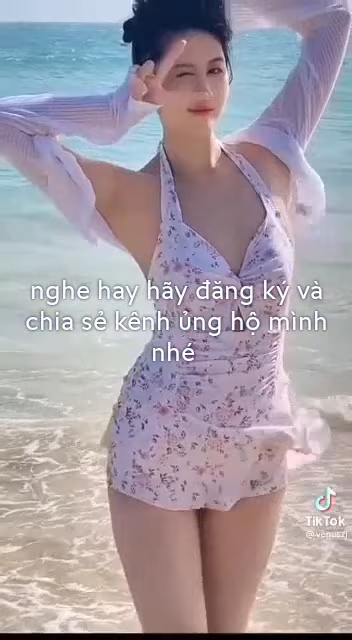 nghe hay hãy đăng ký và
chia sẻ kênh ủng hộ mình
nhé
TikTok